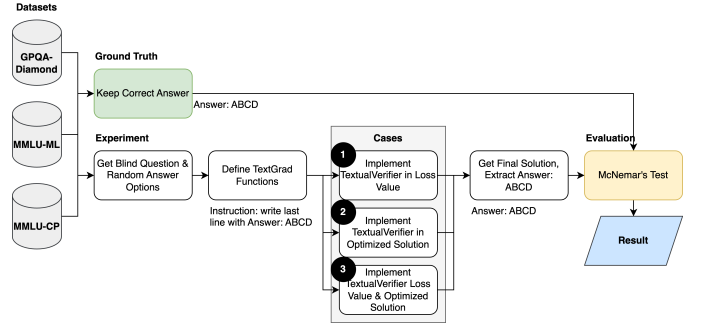 Datasets
GPQA-
Diamond
MMLU-ML
MMLU-CP
Ground Truth
Keep Correct Answer
Answer: ABCD
Experiment
Get Blind Question &
Random Answer
Options
Define TextGrad
Functions
Instruction: write last
line with Answer: ABCD
Cases
1
Implement
TextualVerifier in Loss
Value
2
Implement
TextualVerifier in
Optimized Solution
3
Implement
TextualVerifier Loss
Value & Optimized
Solution
Get Final Solution,
Extract Answer:
ABCD
Answer: ABCD
Evaluation
McNemar's Test
Result